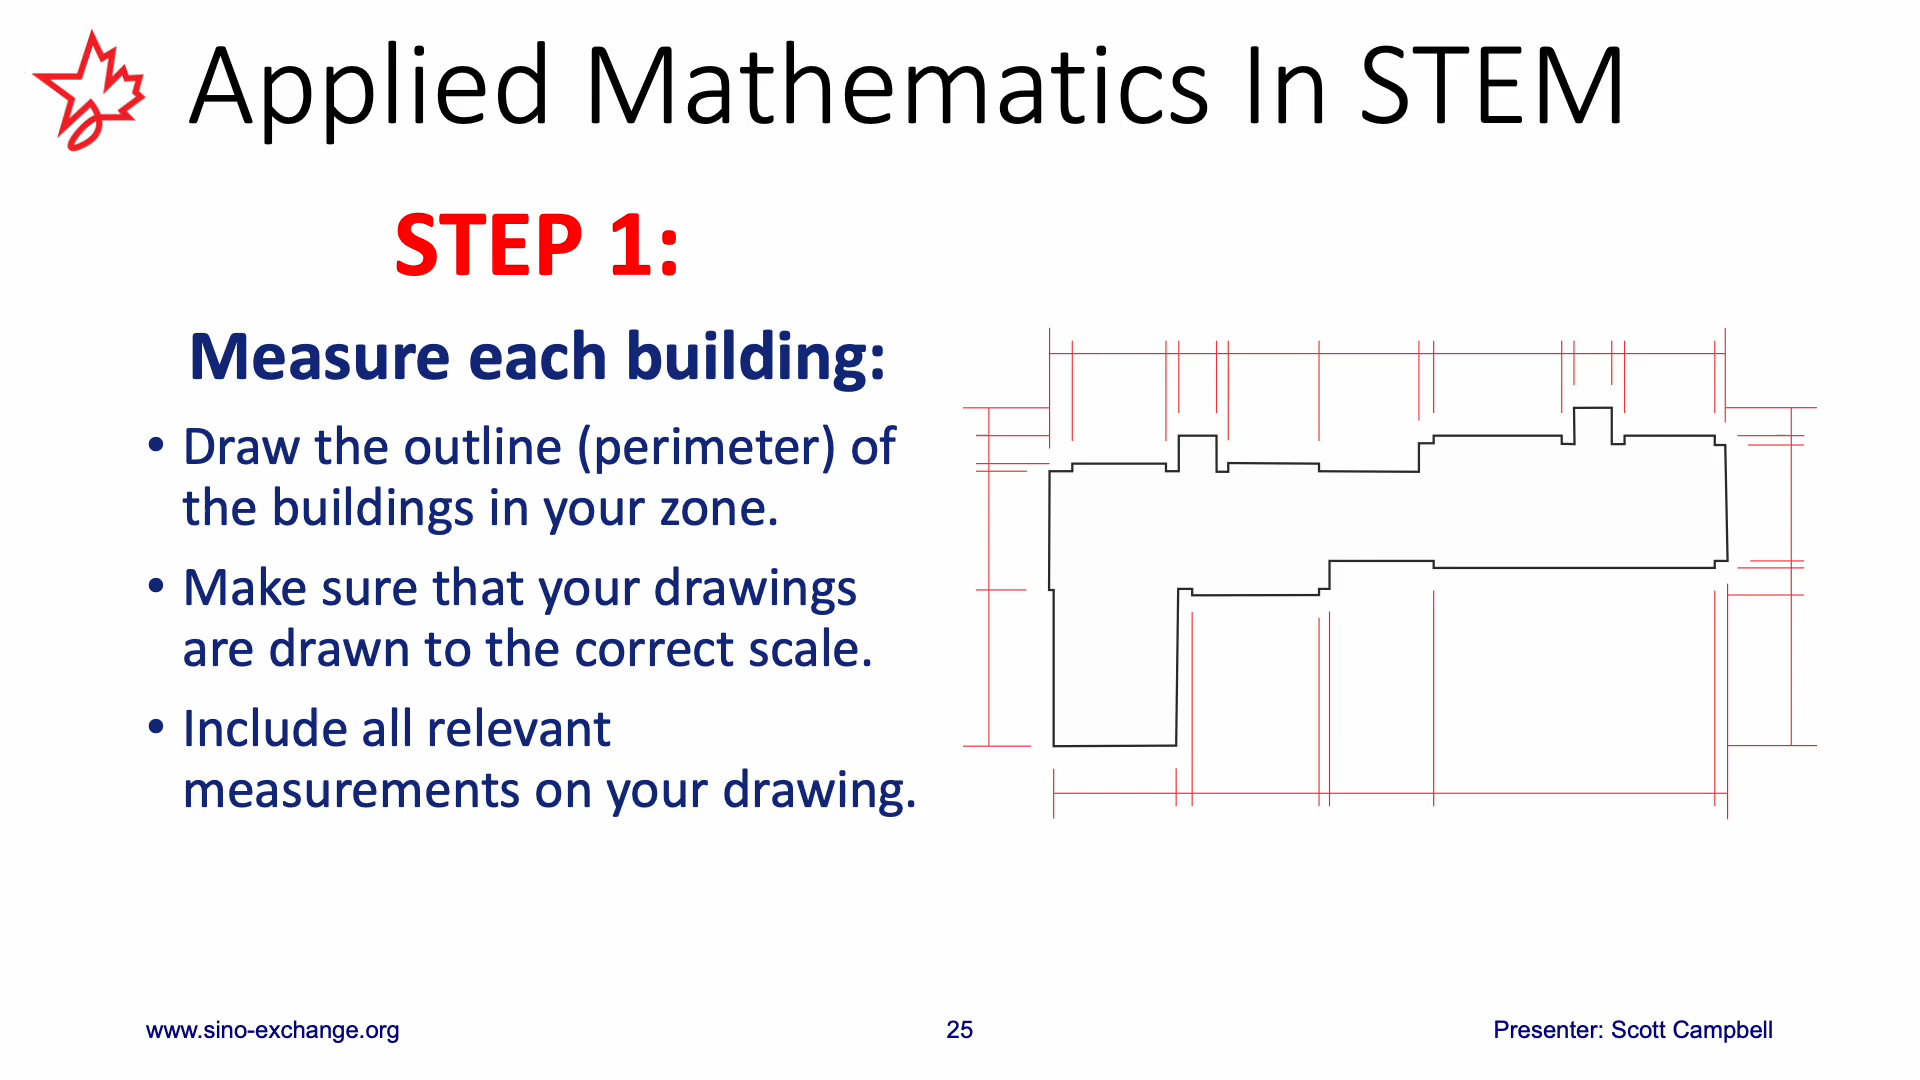 Applied Mathematics In STEM
STEP 1:
Measure each building:
• Draw the outline (perimeter) of
the buildings in your zone.
• Make sure that your drawings
are drawn to the correct scale.
• Include all relevant
measurements on your drawing.
www.sino-exchange.org
25
Presenter: Scott Campbell